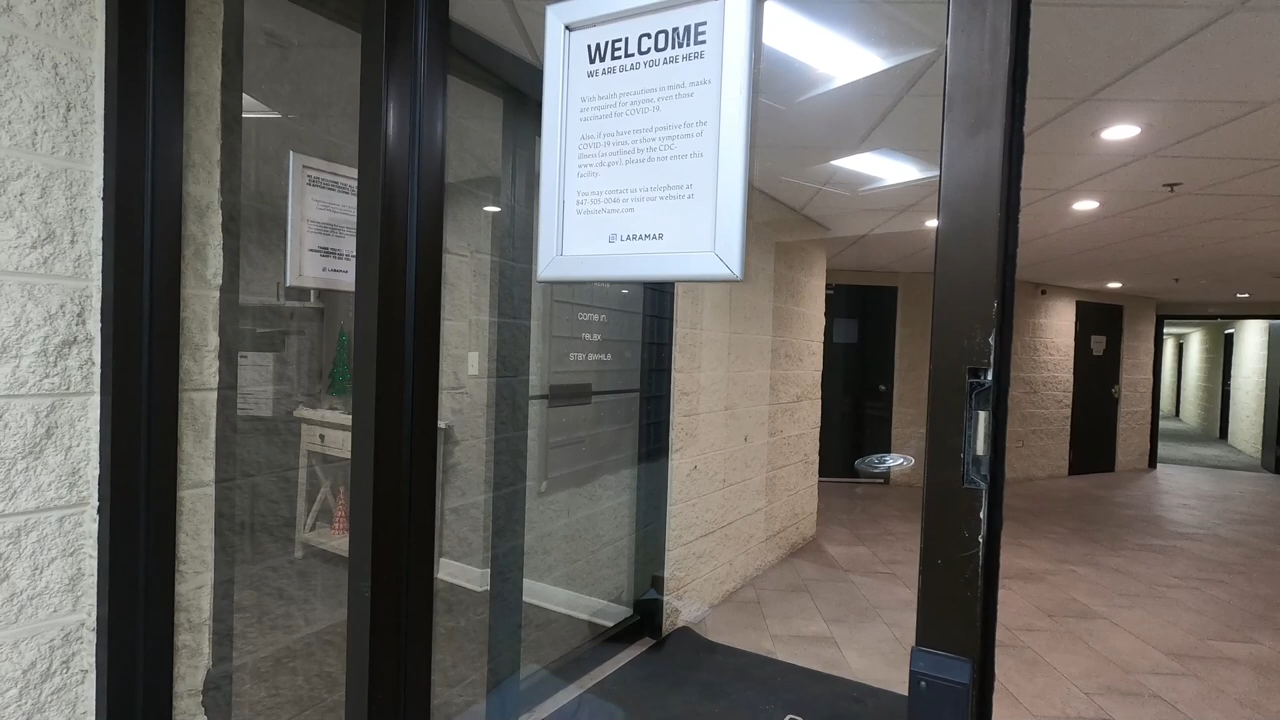 WELCOME
WE ARE GLAD YOU ARE HERE
With health precautions in mind, masks
are required for anyone, even those
vaccinated for COVID-19.
Also, if you have tested positive for the
COVID-19 virus, or show symptoms of
illness (as outlined by the CDC-
www.cdc.gov), please do not enter this
facility.
You may contact us via telephone at
847-505-0046 or visit our website at
WebsiteName.com
LARAMAR
come in.
relax.
stay awhile.
LARAMAR